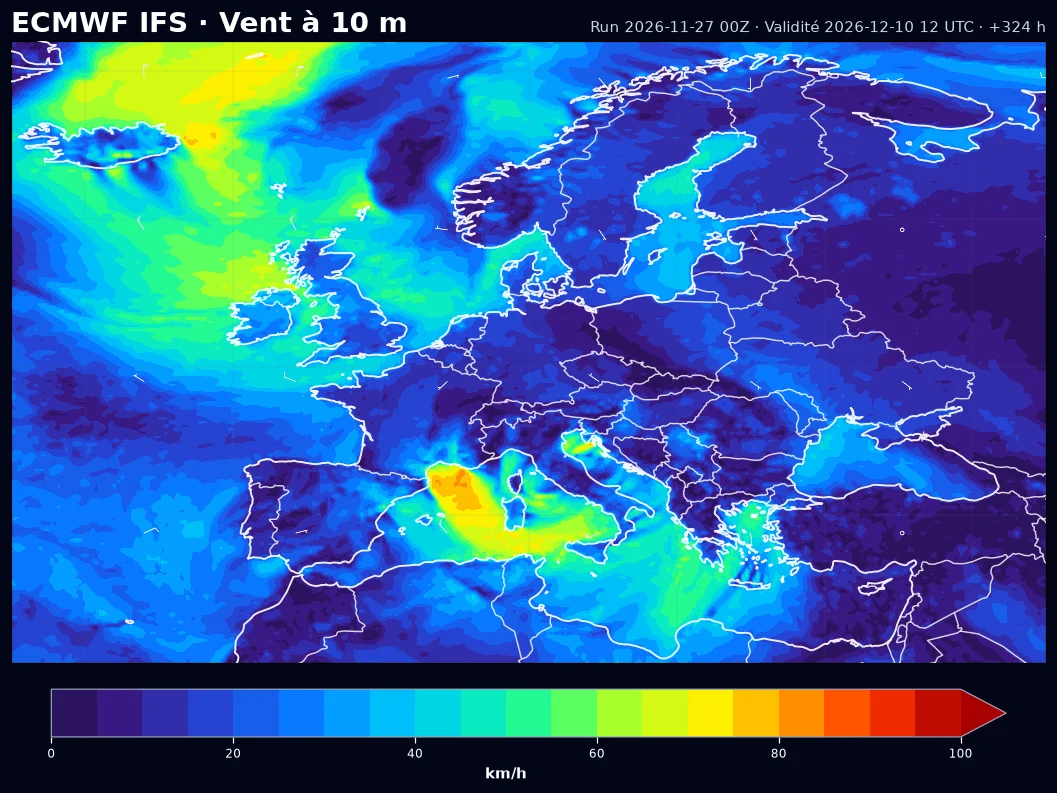 ECMWF IFS · Vent à 10 m
Run 2026-11-27 00Z · Validité 2026-12-10 12 UTC · +324 h
0 20 40 60 80 100
km/h